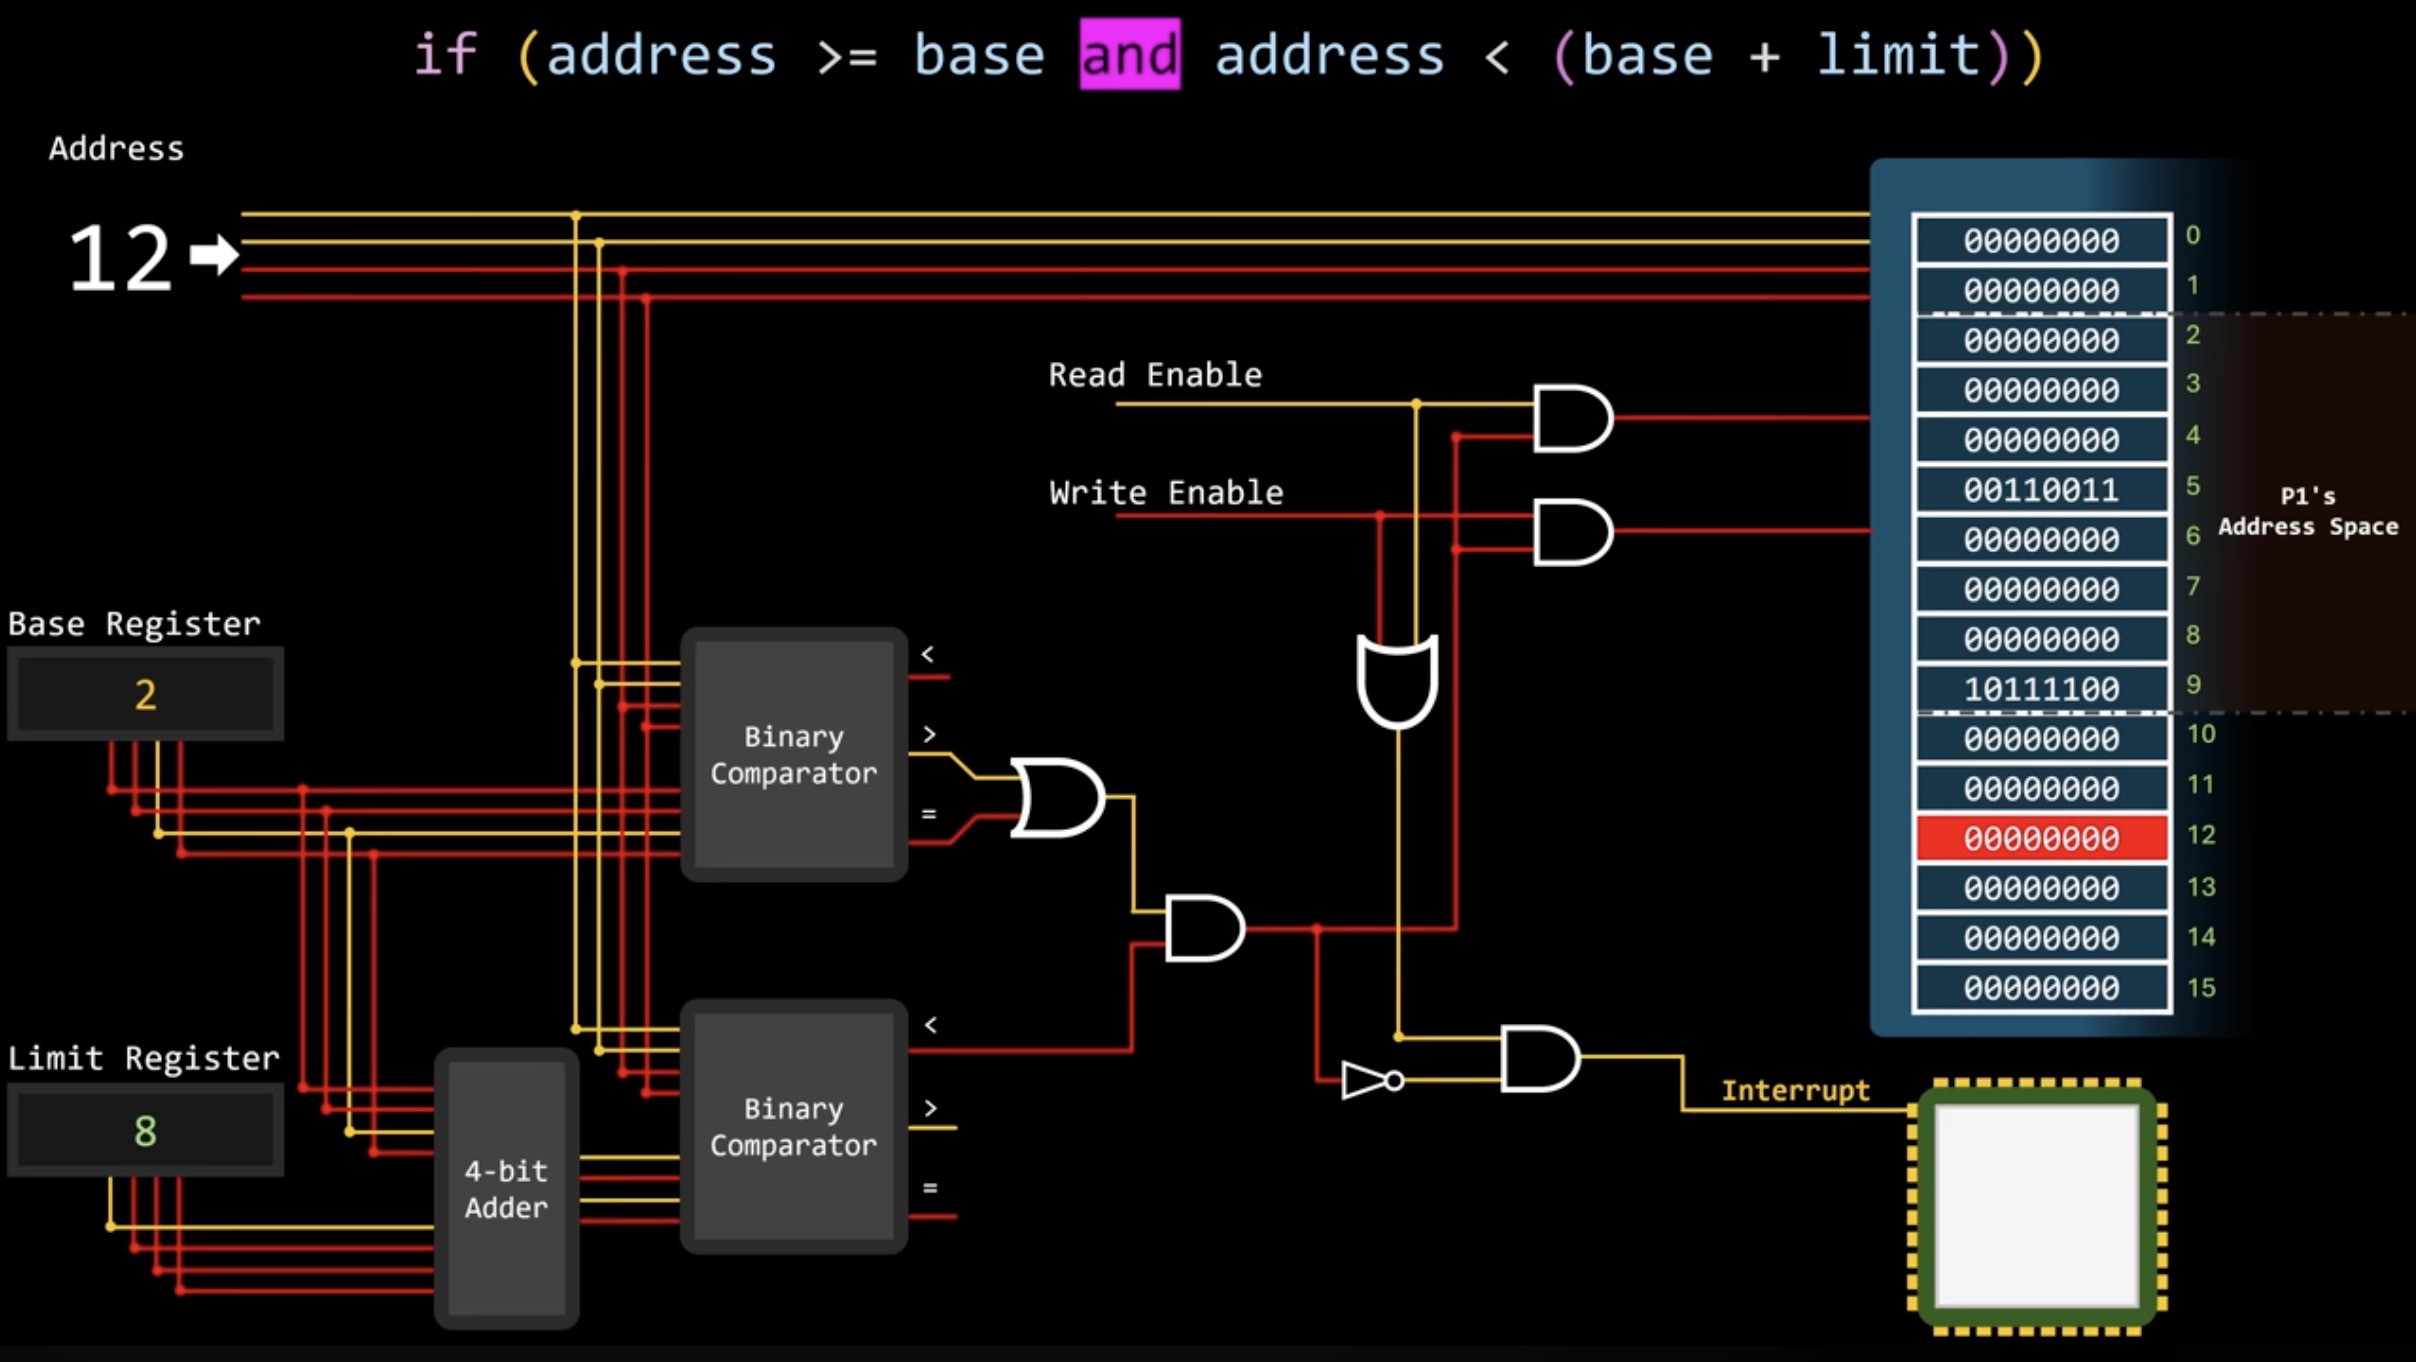 if (address >= base and address < (base + limit))
Address
12
Read Enable
Write Enable
Base Register
2
Limit Register
8
4-bit
Adder
Binary
Comparator
<
>
=
Binary
Comparator
<
>
=
Interrupt
00000000 0
00000000 1
00000000 2
00000000 3
00000000 4
00110011 5
00000000 6
00000000 7
00000000 8
10111100 9
00000000 10
00000000 11
00000000 12
00000000 13
00000000 14
00000000 15
P1's
Address Space